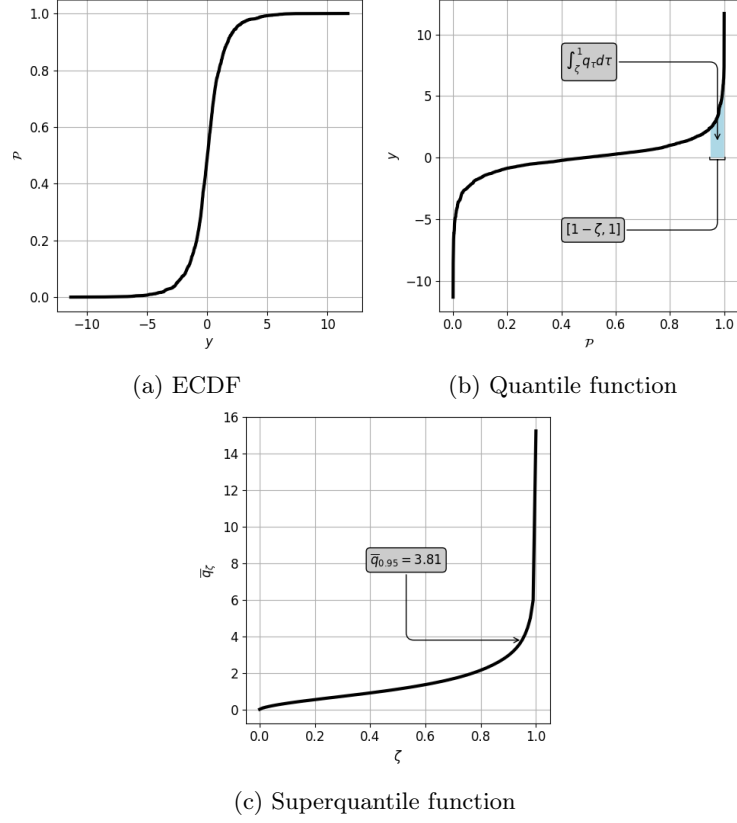 1.0
0.8
0.6
0.4
0.2
0.0
𝒫
−10 −5 0 5 10
y
(a) ECDF
10
5
0
−5
−10
y
∫_ζ^1 q_τ dτ
[1 − ζ, 1]
0.0 0.2 0.4 0.6 0.8 1.0
𝒫
(b) Quantile function
16
14
12
10
8
6
4
2
0
q̅_ζ
q̅_0.95 = 3.81
0.0 0.2 0.4 0.6 0.8 1.0
ζ
(c) Superquantile function